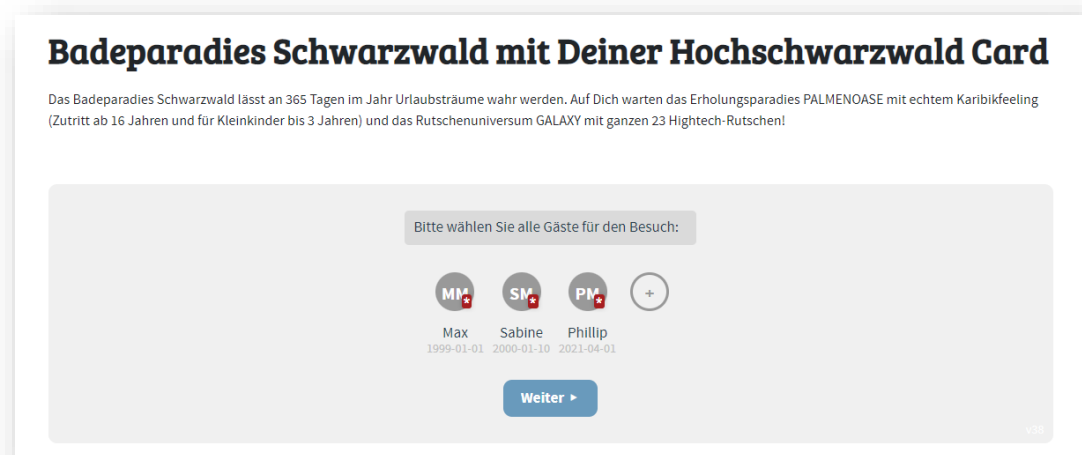 Badeparadies Schwarzwald mit Deiner Hochschwarzwald Card
Das Badeparadies Schwarzwald lässt an 365 Tagen im Jahr Urlaubsträume wahr werden. Auf Dich warten das Erholungsparadies PALMENOASE mit echtem Karibikfeeling
(Zutritt ab 16 Jahren und für Kleinkinder bis 3 Jahren) und das Rutschenuniversum GALAXY mit ganzen 23 Hightech-Rutschen!
Bitte wählen Sie alle Gäste für den Besuch:
MM * SM * PM * +
Max Sabine Phillip
1999-01-01 2000-01-10 2021-04-01
Weiter ▸
v38